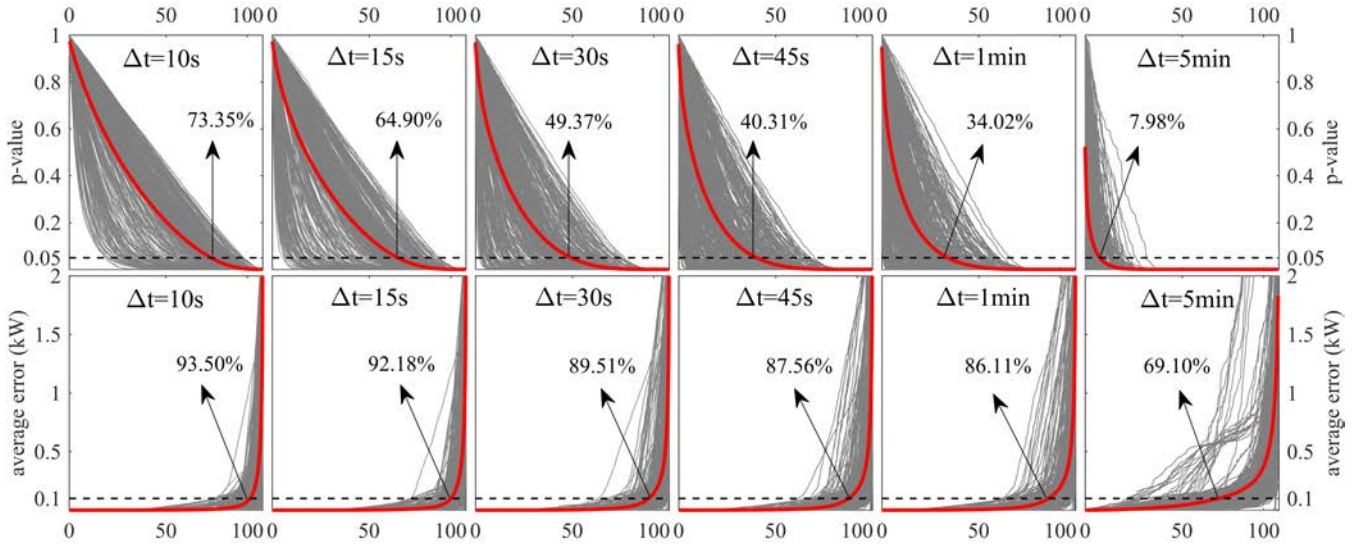 0 50 100 0 50 100 0 50 100 0 50 100 0 50 100 0 50 100
1 Δt=10s Δt=15s Δt=30s Δt=45s Δt=1min Δt=5min 1
0.8 0.8
0.6 73.35% 64.90% 49.37% 40.31% 34.02% 7.98% 0.6
p-value p-value
0.4 0.4
0.2 0.2
0.05 0.05
2 Δt=10s Δt=15s Δt=30s Δt=45s Δt=1min Δt=5min 2
1.5 1.5
93.50% 92.18% 89.51% 87.56% 86.11% 69.10%
average error (kW) average error (kW)
1 1
0.5 0.5
0.1 0.1
0 50 100 0 50 100 0 50 100 0 50 100 0 50 100 50 100